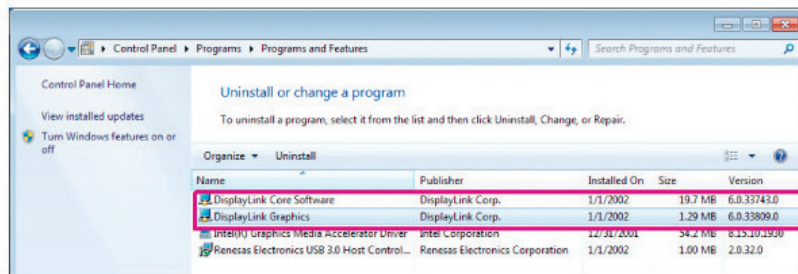 Control Panel ▸ Programs ▸ Programs and Features
Search Programs and Features
Control Panel Home
View installed updates
Turn Windows features on or
off
Uninstall or change a program
To uninstall a program, select it from the list and then click Uninstall, Change, or Repair.
Organize Uninstall
Name Publisher Installed On Size Version
DisplayLink Core Software DisplayLink Corp. 1/1/2002 19.7 MB 6.0.33743.0
DisplayLink Graphics DisplayLink Corp. 1/1/2002 1.29 MB 6.0.33809.0
Intel(R) Graphics Media Accelerator Driver Intel Corporation 12/31/2001 54.2 MB 8.15.10.1930
Renesas Electronics USB 3.0 Host Control... Renesas Electronics Corporation 1/1/2002 1.00 MB 2.0.32.0